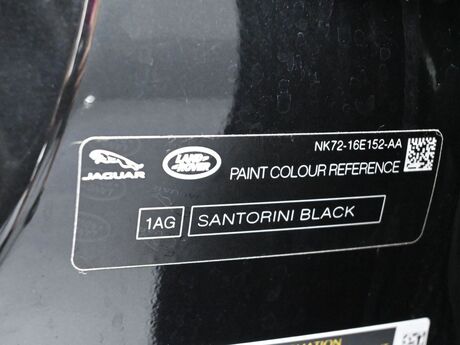 NK72-16E152-AA
JAGUAR
LAND
ROVER
PAINT COLOUR REFERENCE
1AG
SANTORINI BLACK